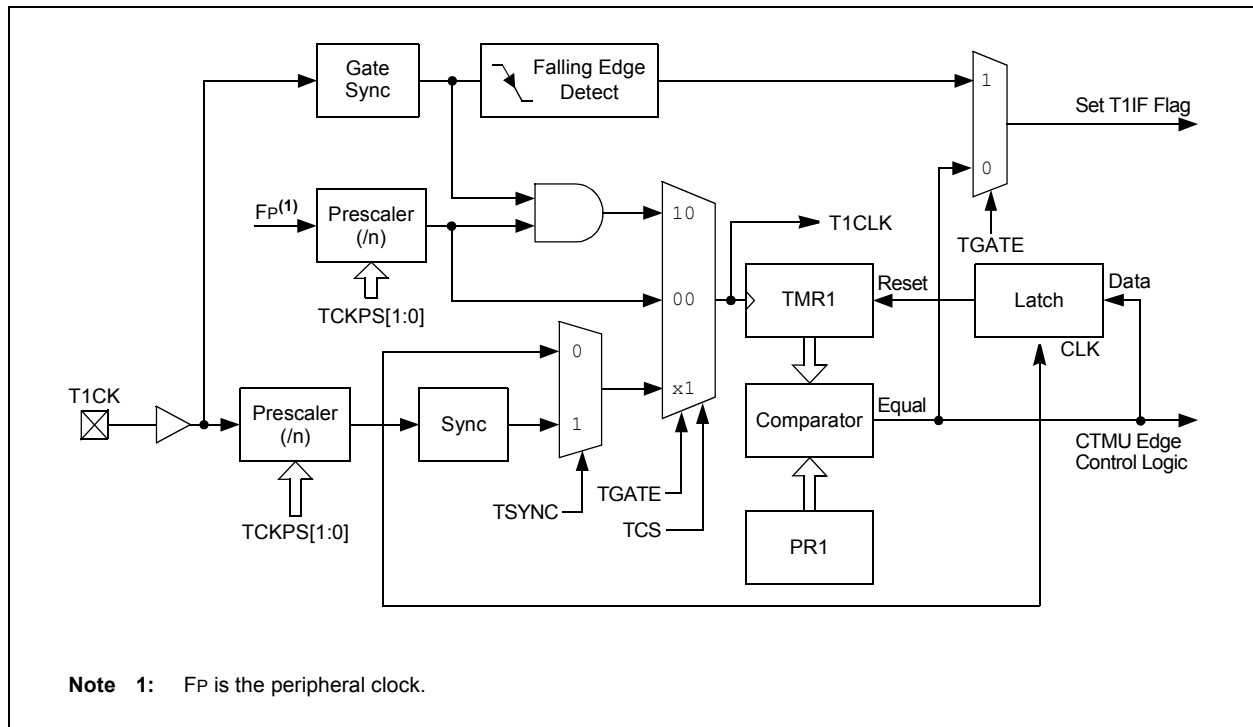 Gate
Sync
Falling Edge
Detect
1
Set T1IF Flag
0
FP(1)
Prescaler
(/n)
10
T1CLK
TGATE
TCKPS[1:0]
00
TMR1
Reset
Latch
Data
CLK
0
T1CK
Prescaler
(/n)
Sync
1
x1
Comparator
Equal
CTMU Edge
Control Logic
TSYNC
TGATE
TCS
TCKPS[1:0]
PR1
Note 1: FP is the peripheral clock.